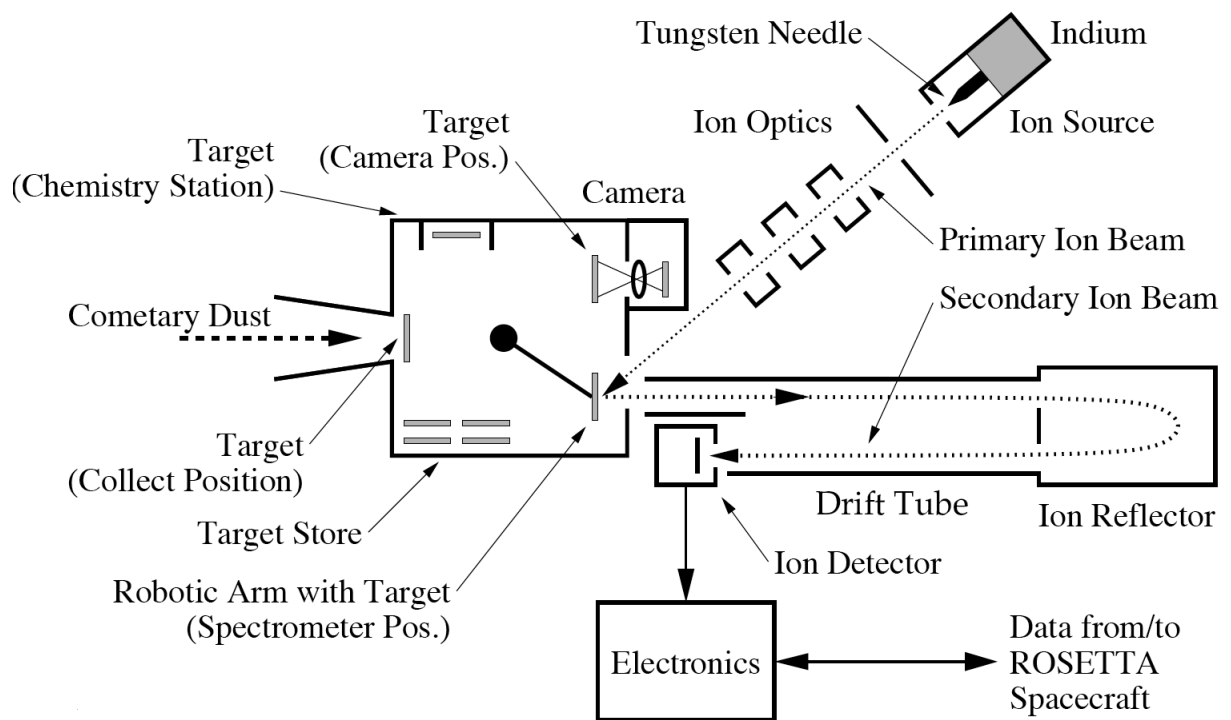 Tungsten Needle
Indium
Ion Optics
Ion Source
Target
(Camera Pos.)
Target
(Chemistry Station)
Camera
Primary Ion Beam
Secondary Ion Beam
Cometary Dust
Target
(Collect Position)
Drift Tube
Ion Reflector
Target Store
Ion Detector
Robotic Arm with Target
(Spectrometer Pos.)
Electronics
Data from/to
ROSETTA
Spacecraft